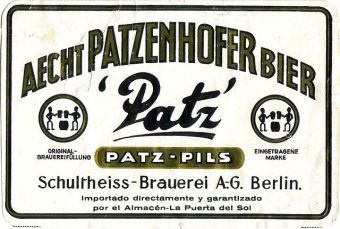 AECHT PATZENHOFER BIER
'Patz'
ORIGINAL-
BRAUEREIFÜLLUNG
EINGETRAGENE
MARKE
PATZ-PILS
Schultheiss-Brauerei A-G. Berlin.
Importado directamente y garantizado
por el Almacén-La Puerta del Sol